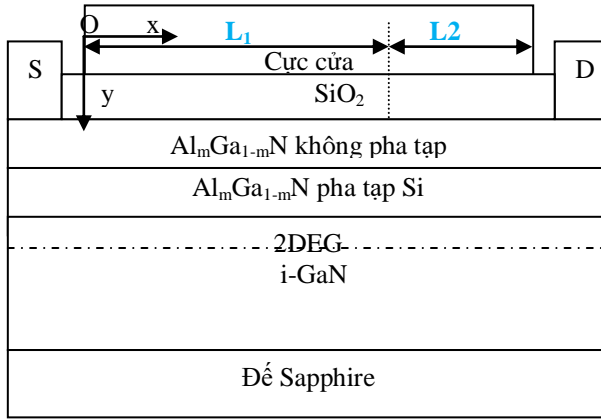 O
x
L₁
L2
S
Cực cửa
D
y
SiO₂
AlₘGa₁₋ₘN không pha tạp
AlₘGa₁₋ₘN pha tạp Si
2DEG
i-GaN
Đế Sapphire